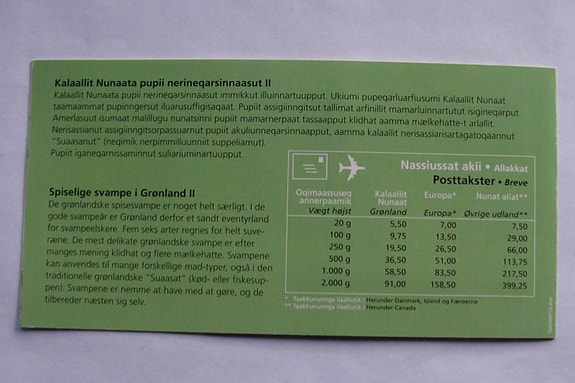 Kalaallit Nunaata pupii nerineqarsinnaasut II
Kalaallit Nunaata pupii nerineqarsinnaasut immikkut illuinnartuupput. Ukiumi pupeqarluarfiusumi Kalaallit Nunaat
taamaammat pupinngersut iluarusuffigisaqaat. Pupiit assigiinngitsut tallimat arfinillit mamarluinnartutut isigineqarput.
Amerlasuut isumaat malillugu nunatsinni pupiit mamarnerpaat tassaapput klidhat aamma mælkehatte-t arlallit.
Nerisassianut assigiinngitsorpassuarnut pupiit akuliunneqarsinnaapput, aamma kalaallit nerisassiarisartagatoqaannut
"Suaasanut" (neqimik nerpimmilluunniit suppeliamut).
Pupiit iganeqarnissaminnut suliariuminartuupput.
Spiselige svampe i Grønland II
De grønlandske spisesvampe er noget helt særligt. I de
gode svampeår er Grønland derfor et sandt eventyrland
for svampeelskere. Fem seks arter regnes for helt suve-
ræne. De mest delikate grønlandske svampe er efter
manges mening klidhat og flere mælkehatte. Svampene
kan anvendes til mange forskellige mad-typer, også i den
traditionelle grønlandske "Suaasat" (kød- eller fiskesup-
pen). Svampene er nemme at have med at gøre, og de
tilbereder næsten sig selv.
Nassiussat akii • Allakkat
Posttakster • Breve
Oqimaassuseq Kalaallit Europa* Nunat allat**
annerpaamik Nunaat
Vægt højst Grønland Europa* Øvrige udland**
20 g 5,50 7,00 7,50
100 g 9,75 13,50 29,00
250 g 19,50 26,50 66,00
500 g 36,50 51,00 113,75
1.000 g 58,50 83,50 217,50
2.000 g 91,00 158,50 399,25
* Taakkununnga ilaallutik / Herunder Danmark, Island og Færøerne
** Taakkununnga ilaallutik / Herunder Canada